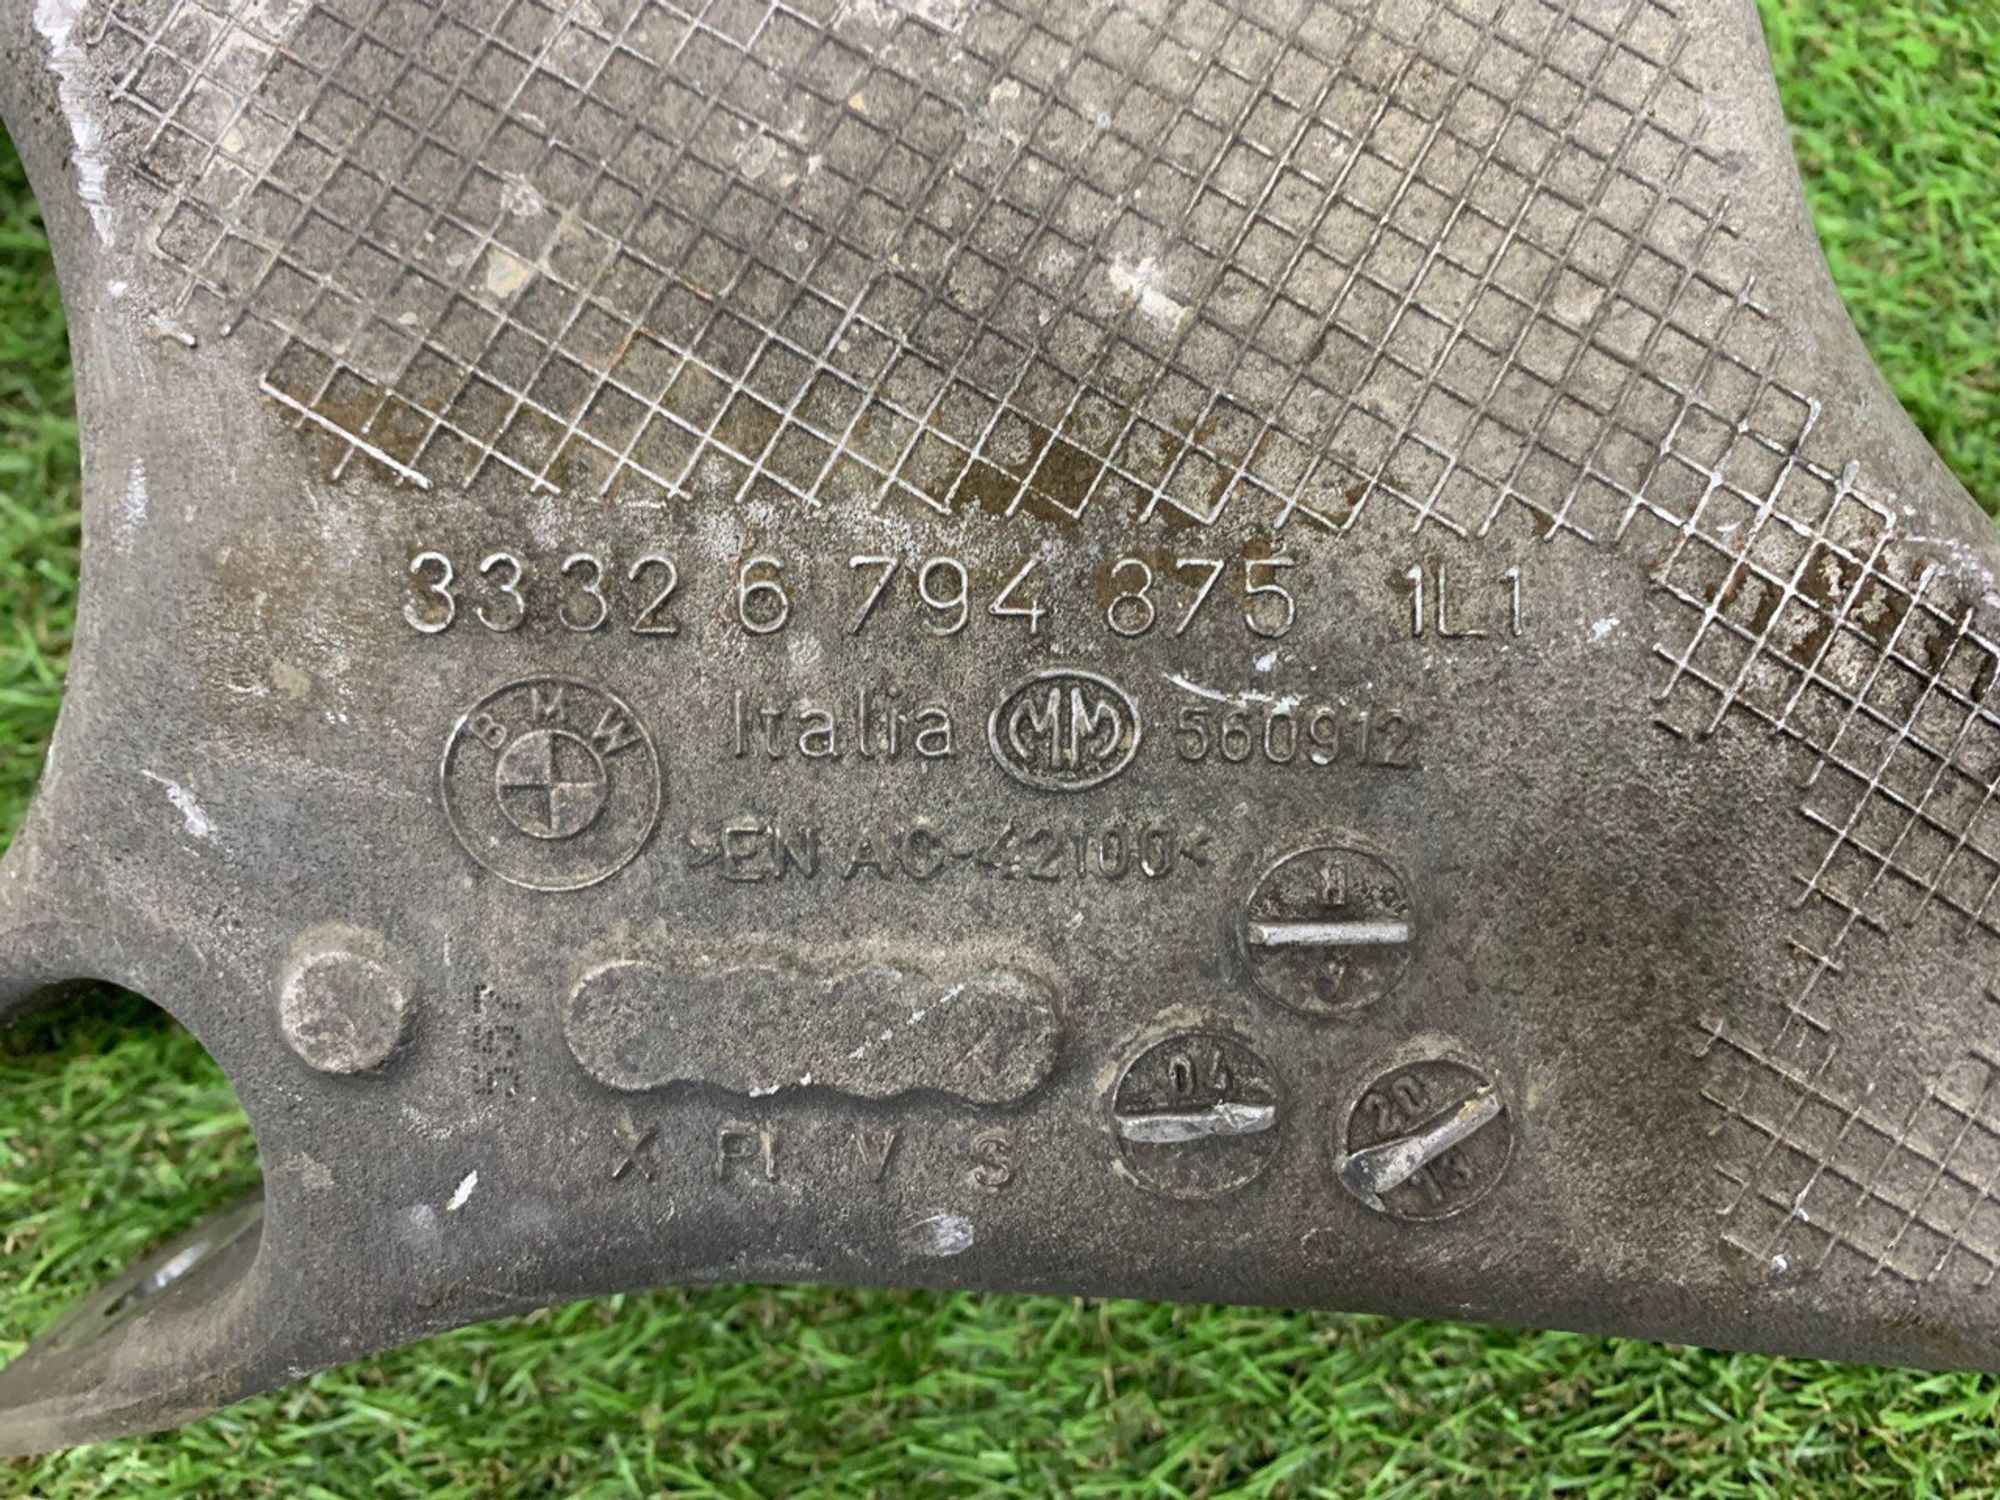 3332 6 794 875 1L1
BMW
Italia MM 560912
>EN AC-42100<
04
20
13
X PI V S